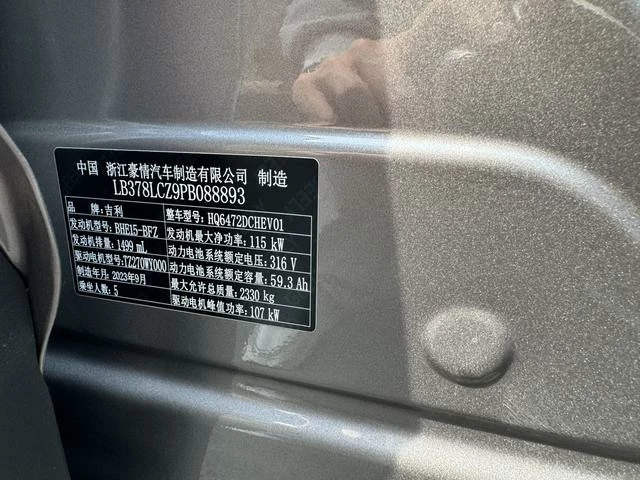 中国 浙江豪情汽车制造有限公司 制造
LB378LCZ9PB088893
品牌:吉利 整车型号:HQ6472DCHEV01
发动机型号:BHE15-BFZ 发动机最大净功率:115 kW
发动机排量:1499 mL 动力电池系统额定电压:316 V
驱动电机型号:TZ270WY000 动力电池系统额定容量:59.3 Ah
制造年月:2023年9月 最大允许总质量:2330 kg
乘坐人数:5 驱动电机峰值功率:107 kW